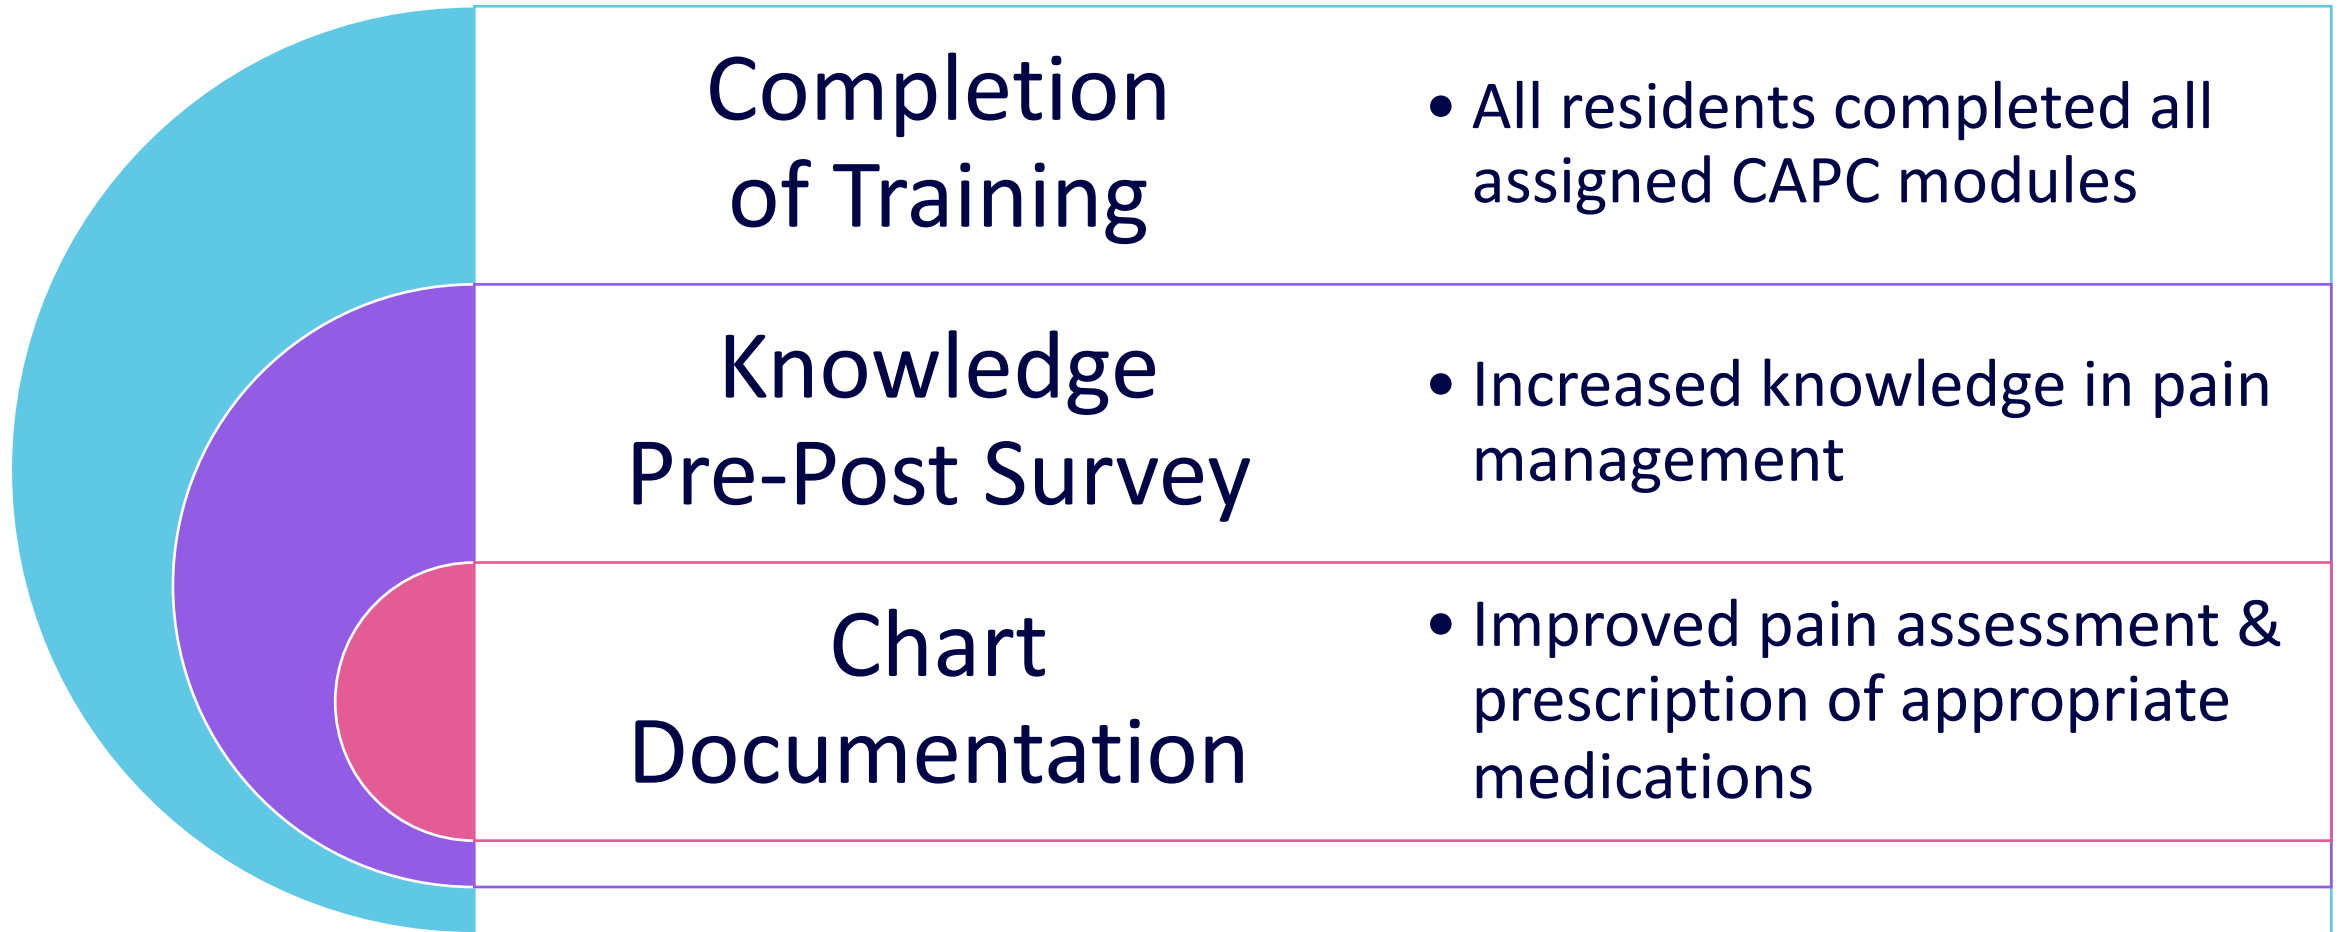 Completion
of Training
• All residents completed all
assigned CAPC modules
Knowledge
Pre-Post Survey
• Increased knowledge in pain
management
Chart
Documentation
• Improved pain assessment &
prescription of appropriate
medications